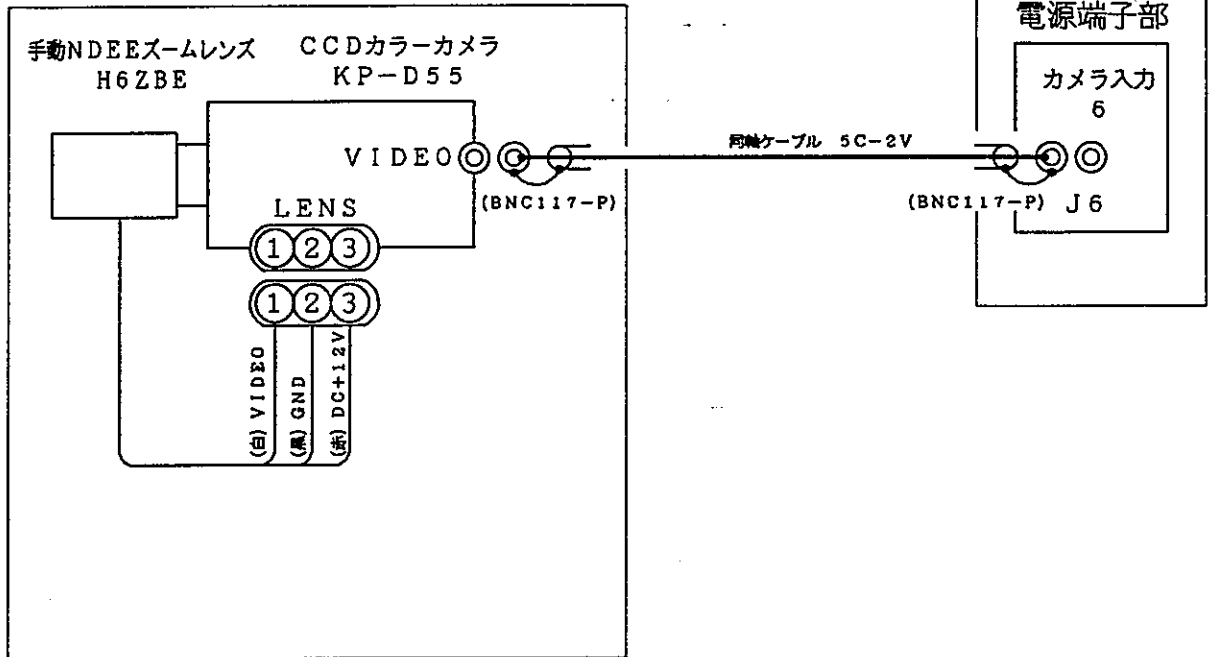 電源端子部
手動NDEEズームレンズ
H6ZBE
CCDカラーカメラ
KP-D55
カメラ入力
6
VIDEO
同軸ケーブル 5C-2V
(BNC117-P)
(BNC117-P)
J6
LENS
1 2 3
1 2 3
(白) VIDEO
(黒) GND
(赤) DC+12V